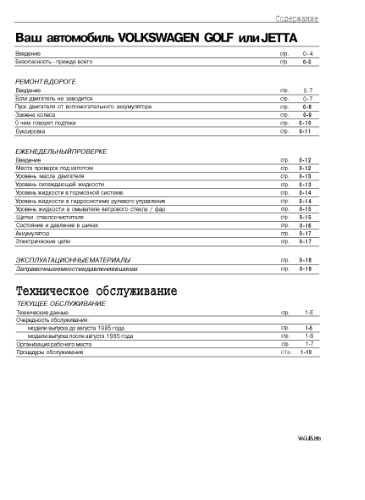 Содержание
Ваш автомобиль VOLKSWAGEN GOLF или JETTA
Введение стр. 0-4
Безопасность - прежде всего стр. 0-5
РЕМОНТ В ДОРОГЕ
Введение стр. 0.7
Если двигатель не заводится стр. 0-7
Пуск двигателя от вспомогательного аккумулятора стр. 0-8
Замена колеса стр. 0-9
О чем говорят подтеки стр. 0-10
Буксировка стр. 0-11
ЕЖЕНЕДЕЛЬНЫЙ ПРОВЕРКЕ
Введение стр. 0-12
Места проверок под капотом стр. 0-12
Уровень масла двигателя стр. 0-13
Уровень охлаждающей жидкости стр. 0-13
Уровень жидкости в тормозной системе стр. 0-14
Уровень жидкости в гидросистеме рулевого управления стр. 0-14
Уровень жидкости в омывателе ветрового стекла / фар стр. 0-15
Щетки стеклоочистителя стр. 0-15
Состояние и давление в шинах стр. 0-16
Аккумулятор стр. 0-17
Электрические цепи стр. 0-17
ЭКСПЛУАТАЦИОННЫЕ МАТЕРИАЛЫ стр. 0-18
Заправочные емкости и давление в шинах стр. 0-19
Техническое обслуживание
ТЕКУЩЕЕ ОБСЛУЖИВАНИЕ
Технические данные стр. 1-Е
Очередность обслуживания:
модели выпуска до августа 1985 года. стр. 1-5
модели выпуска после августа 1985 года стр. 1-6
Организация рабочего места стр. 1-7
Процедуры обслуживания стр. 1-10